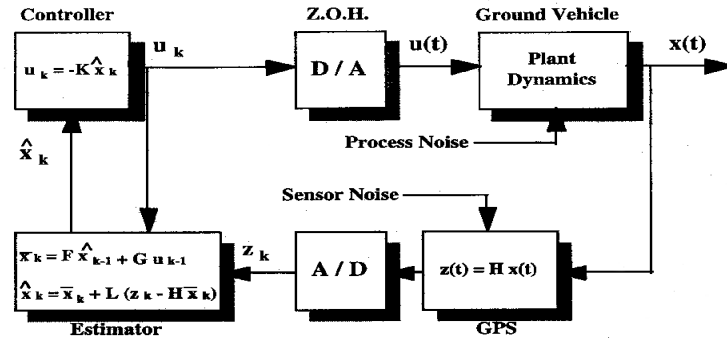 Controller
Z.O.H.
Ground Vehicle
u k = -K x̂ k
u k
D / A
u(t)
Plant
Dynamics
x(t)
x̂ k
Process Noise
Sensor Noise
x̄ k = F x̂ k-1 + G u k-1
x̂ k = x̄ k + L (z k - H x̄ k)
z k
A / D
z(t) = H x(t)
Estimator
GPS